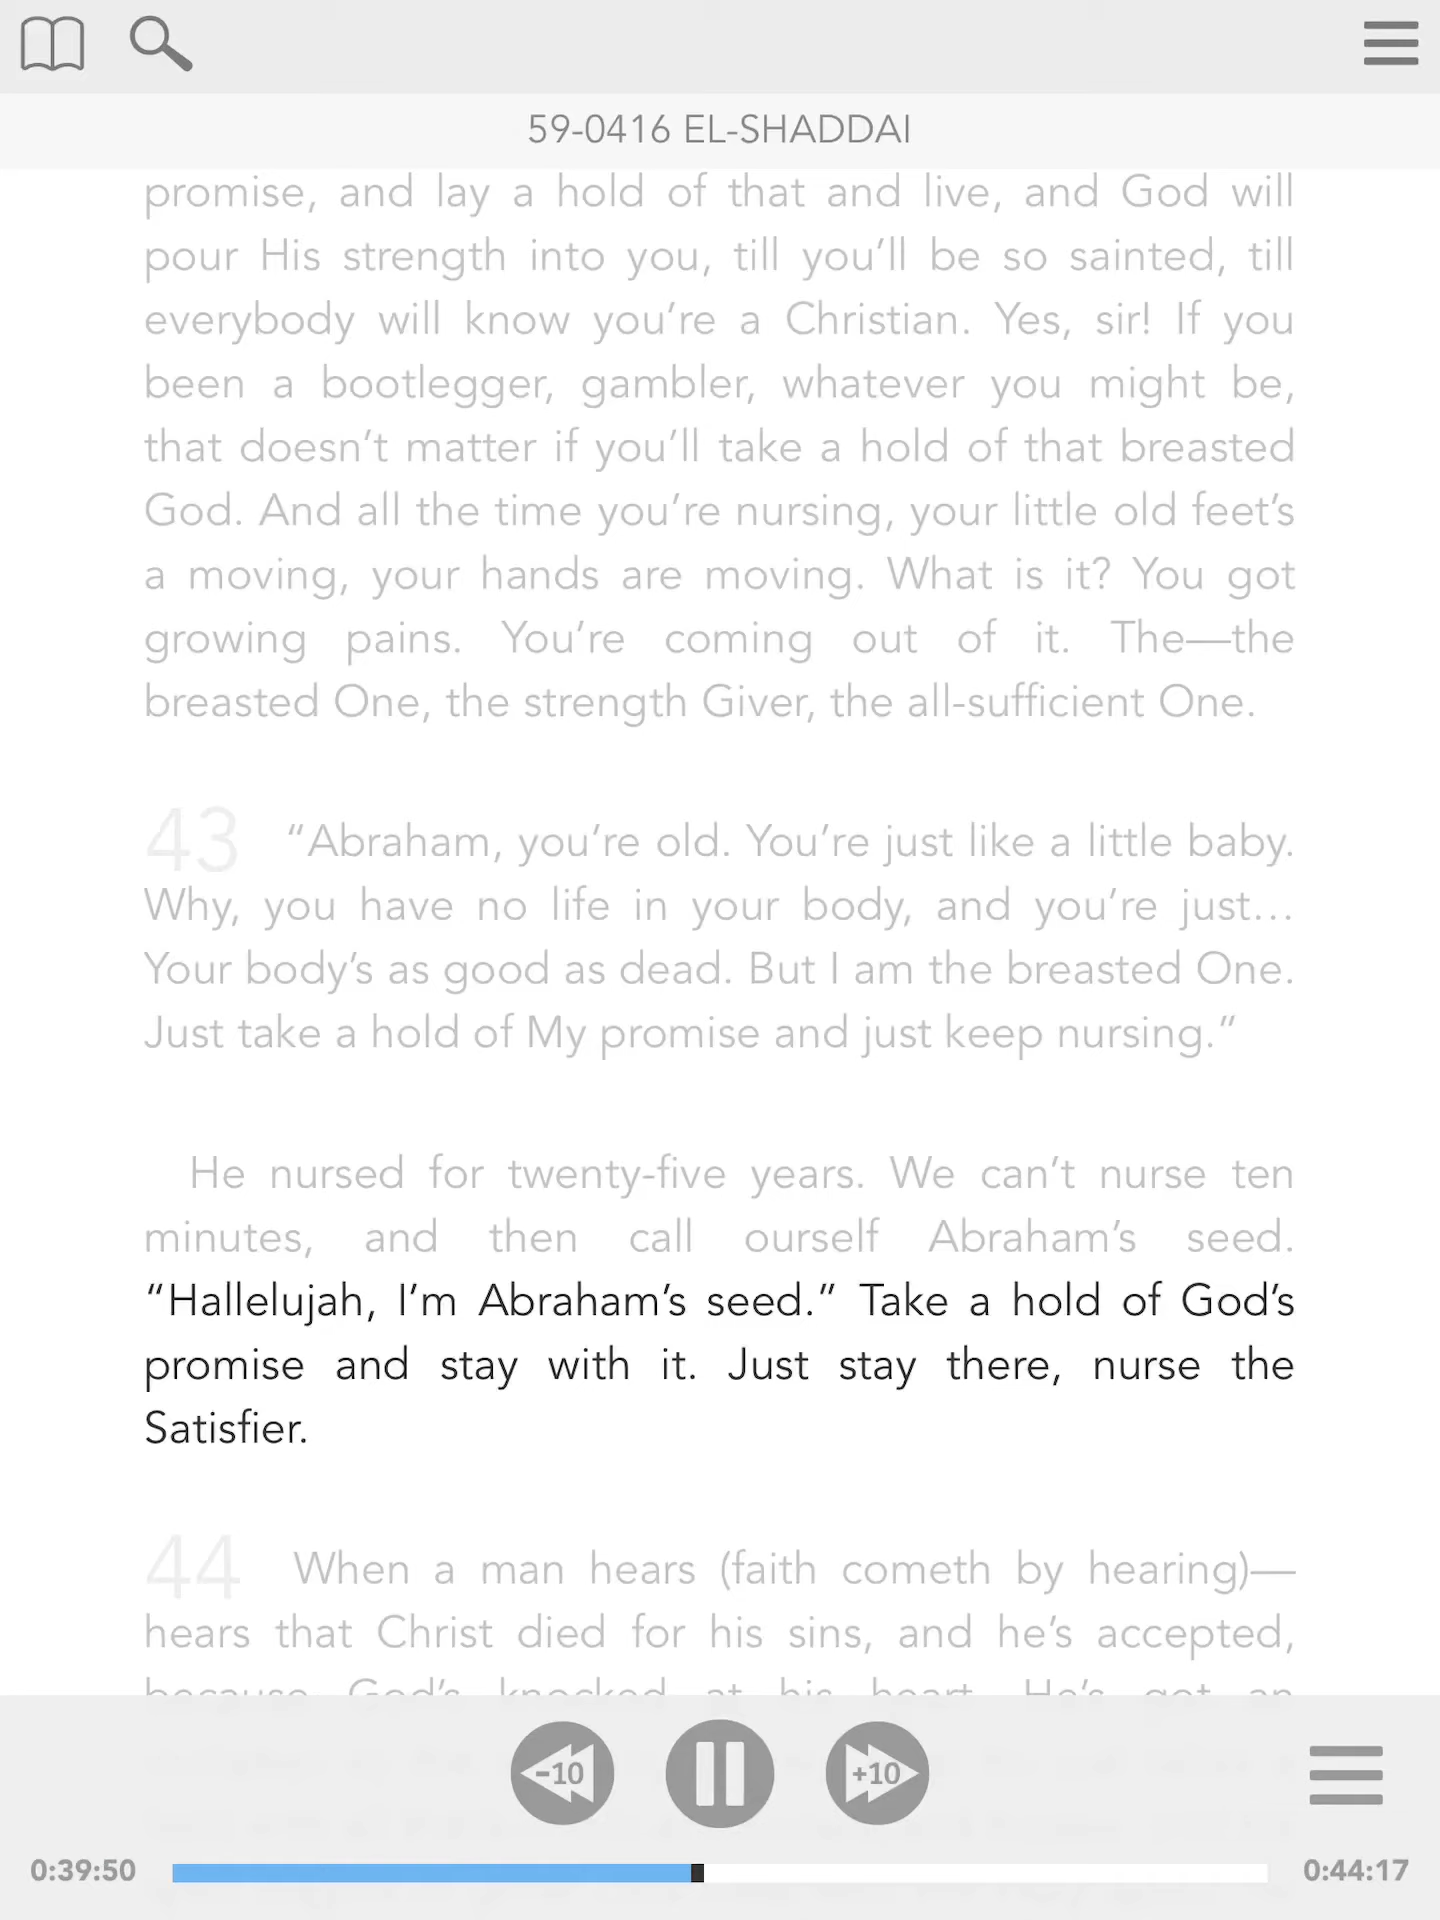 59-0416 EL-SHADDAI
promise, and lay a hold of that and live, and God will
pour His strength into you, till you’ll be so sainted, till
everybody will know you’re a Christian. Yes, sir! If you
been a bootlegger, gambler, whatever you might be,
that doesn’t matter if you’ll take a hold of that breasted
God. And all the time you’re nursing, your little old feet’s
a moving, your hands are moving. What is it? You got
growing pains. You’re coming out of it. The—the
breasted One, the strength Giver, the all-sufficient One.
43 “Abraham, you’re old. You’re just like a little baby.
Why, you have no life in your body, and you’re just…
Your body’s as good as dead. But I am the breasted One.
Just take a hold of My promise and just keep nursing.”
He nursed for twenty-five years. We can’t nurse ten
minutes, and then call ourself Abraham’s seed.
“Hallelujah, I’m Abraham’s seed.” Take a hold of God’s
promise and stay with it. Just stay there, nurse the
Satisfier.
44 When a man hears (faith cometh by hearing)—
hears that Christ died for his sins, and he’s accepted,
because God’s knocked at his heart. He’s got an
-10 +10
0:39:50 0:44:17